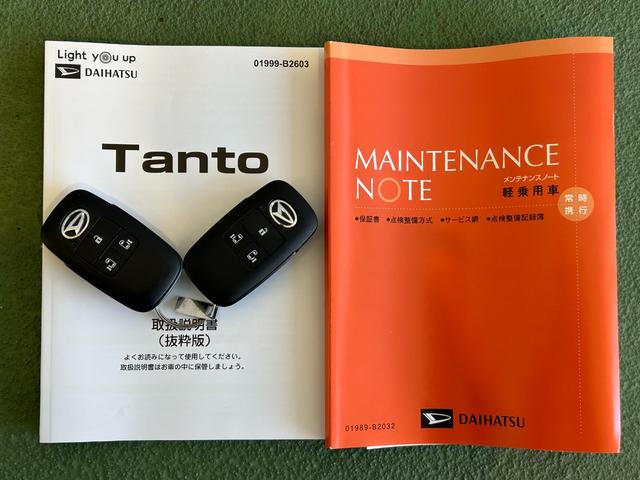 Light you up
DAIHATSU
01999-B2603
Tanto
取扱説明書
（抜粋版）
よくお読みになって使用してください。
取扱説明書はお車の中に保管しましょう。
MAINTENANCE
NOTE
メンテナンスノート
軽乗用車
常時
携行
●保証書 ●点検整備方式 ●サービス網 ●点検整備記録簿
01989-B2032
DAIHATSU